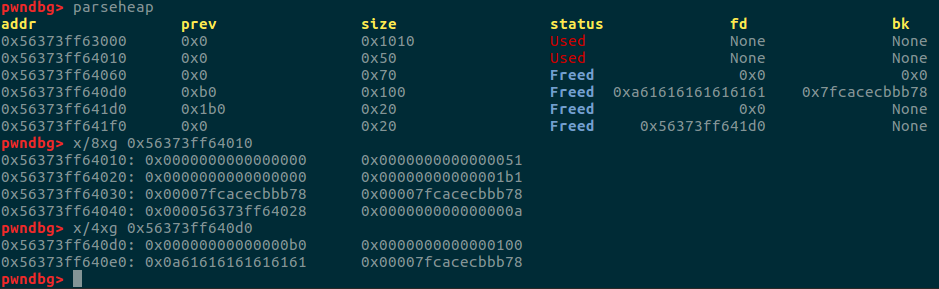 pwndbg> parseheap
addr prev size status fd bk
0x56373ff63000 0x0 0x1010 Used None None
0x56373ff64010 0x0 0x50 Used None None
0x56373ff64060 0x0 0x70 Freed 0x0 0x0
0x56373ff640d0 0xb0 0x100 Freed 0xa61616161616161 0x7fcacecbbb78
0x56373ff641d0 0x1b0 0x20 Freed 0x0 None
0x56373ff641f0 0x0 0x20 Freed 0x56373ff641d0 None
pwndbg> x/8xg 0x56373ff64010
0x56373ff64010: 0x0000000000000000 0x0000000000000051
0x56373ff64020: 0x0000000000000000 0x00000000000001b1
0x56373ff64030: 0x00007fcacecbbb78 0x00007fcacecbbb78
0x56373ff64040: 0x000056373ff64028 0x000000000000000a
pwndbg> x/4xg 0x56373ff640d0
0x56373ff640d0: 0x00000000000000b0 0x0000000000000100
0x56373ff640e0: 0x0a61616161616161 0x00007fcacecbbb78
pwndbg>